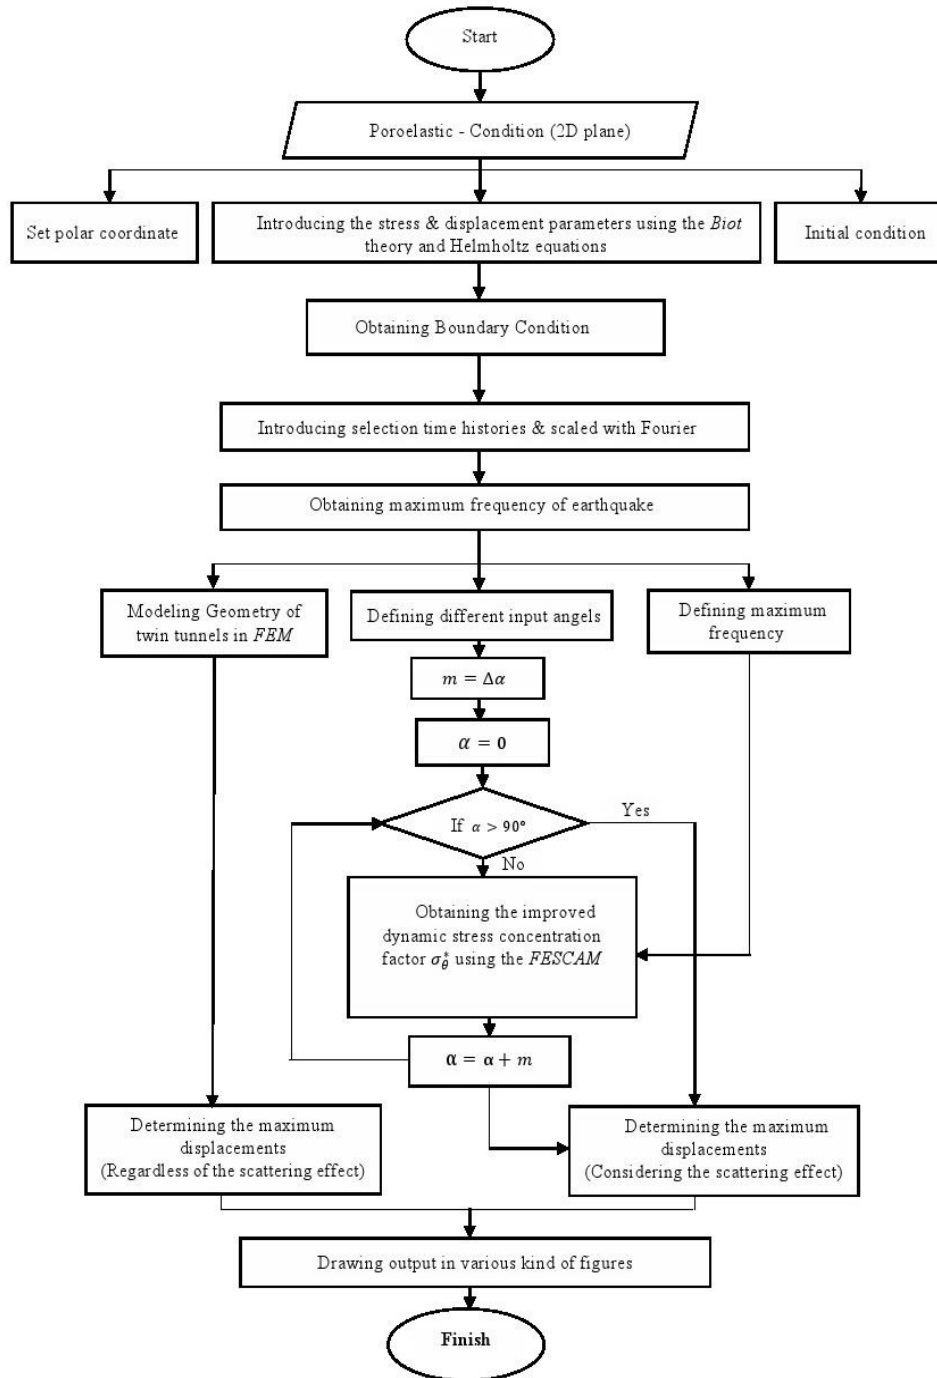 Start
Poroelastic - Condition (2D plane)
Set polar coordinate
Introducing the stress & displacement parameters using the Biot
theory and Helmholtz equations
Initial condition
Obtaining Boundary Condition
Introducing selection time histories & scaled with Fourier
Obtaining maximum frequency of earthquake
Modeling Geometry of
twin tunnels in FEM
Defining different input angels
Defining maximum
frequency
m = Δα
α = 0
If α > 90°
Yes
No
Obtaining the improved
dynamic stress concentration
factor σ*θ using the FESCAM
α = α + m
Determining the maximum
displacements
(Regardless of the scattering effect)
Determining the maximum
displacements
(Considering the scattering effect)
Drawing output in various kind of figures
Finish